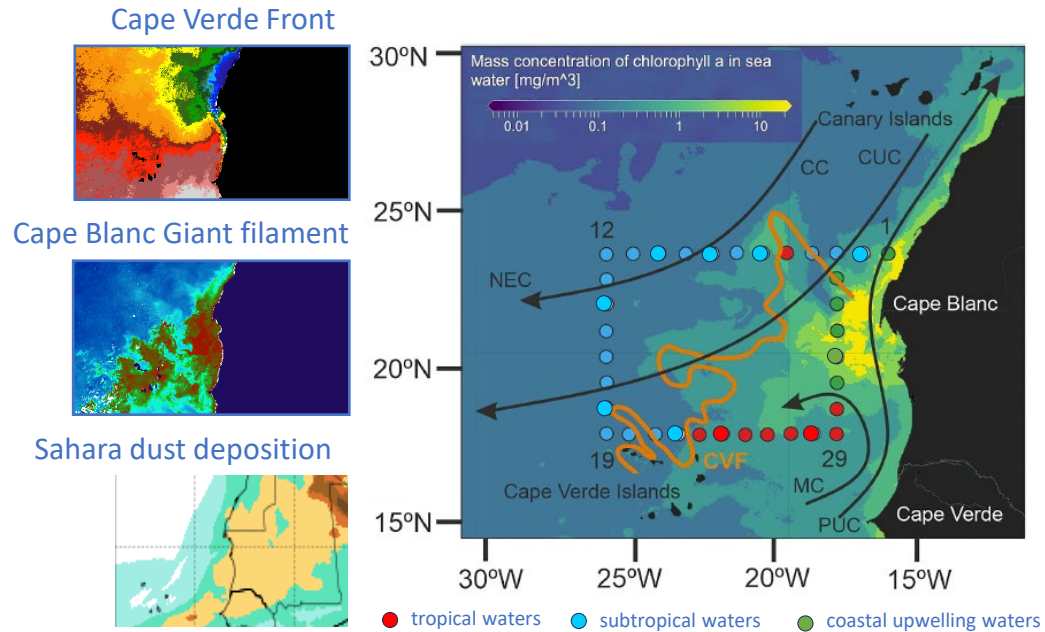 Cape Verde Front
Cape Blanc Giant filament
Sahara dust deposition
30ºN
25ºN
20ºN
15ºN
Mass concentration of chlorophyll a in sea
water [mg/m^3]
0.01 0.1 1 10
Canary Islands
CC
CUC
12
1
NEC
Cape Blanc
19
CVF
29
Cape Verde Islands
MC
PUC
Cape Verde
30ºW 25ºW 20ºW 15ºW
tropical waters
subtropical waters
coastal upwelling waters